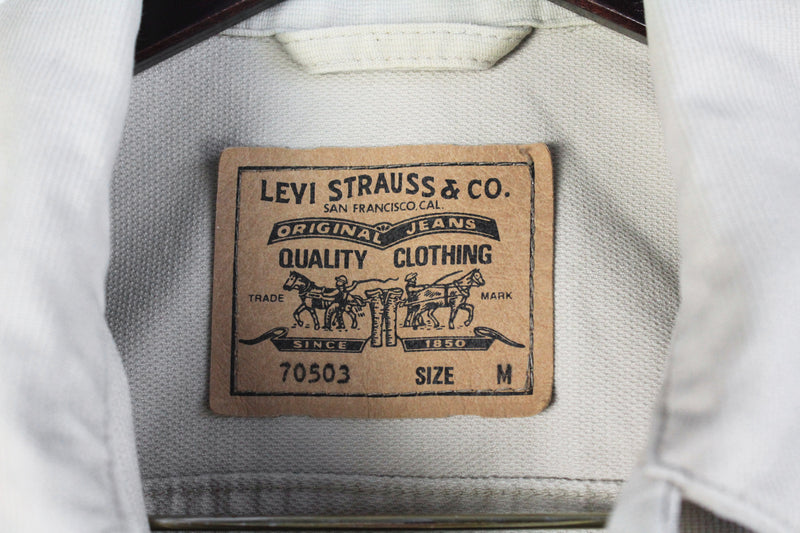 LEVI STRAUSS & CO.
SAN FRANCISCO, CAL.
ORIGINAL JEANS
QUALITY CLOTHING
TRADE MARK
SINCE 1850
70503 SIZE M